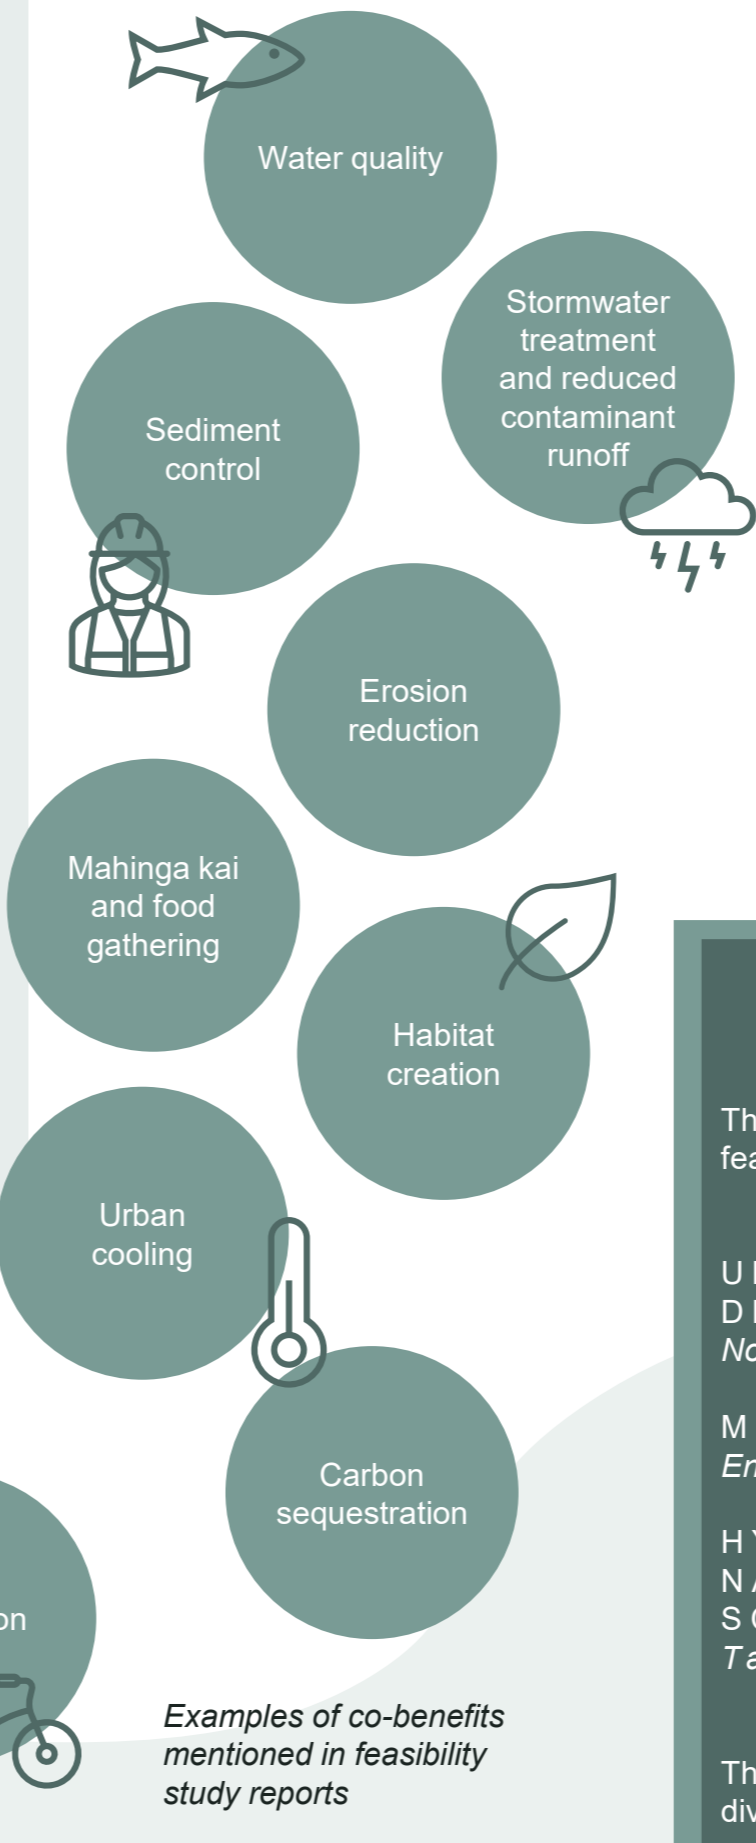 Water quality
Stormwater
treatment
and reduced
contaminant
runoff
Sediment
control
Erosion
reduction
Mahinga kai
and food
gathering
Habitat
creation
Urban
cooling
Carbon
sequestration
Examples of co-benefits
mentioned in feasibility
study reports